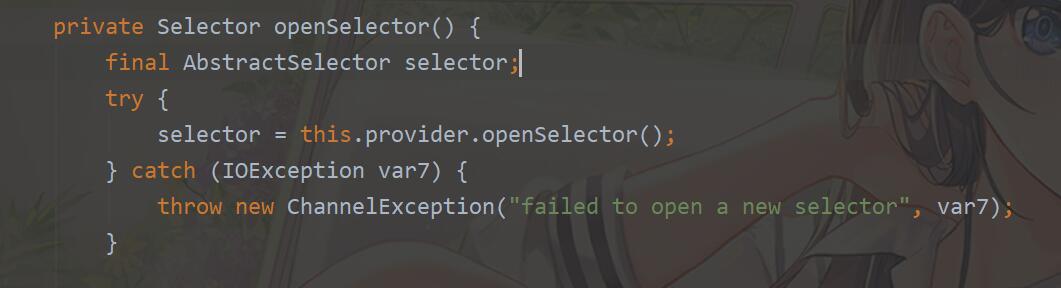 private Selector openSelector() {
final AbstractSelector selector;
try {
selector = this.provider.openSelector();
} catch (IOException var7) {
throw new ChannelException("failed to open a new selector", var7);
}